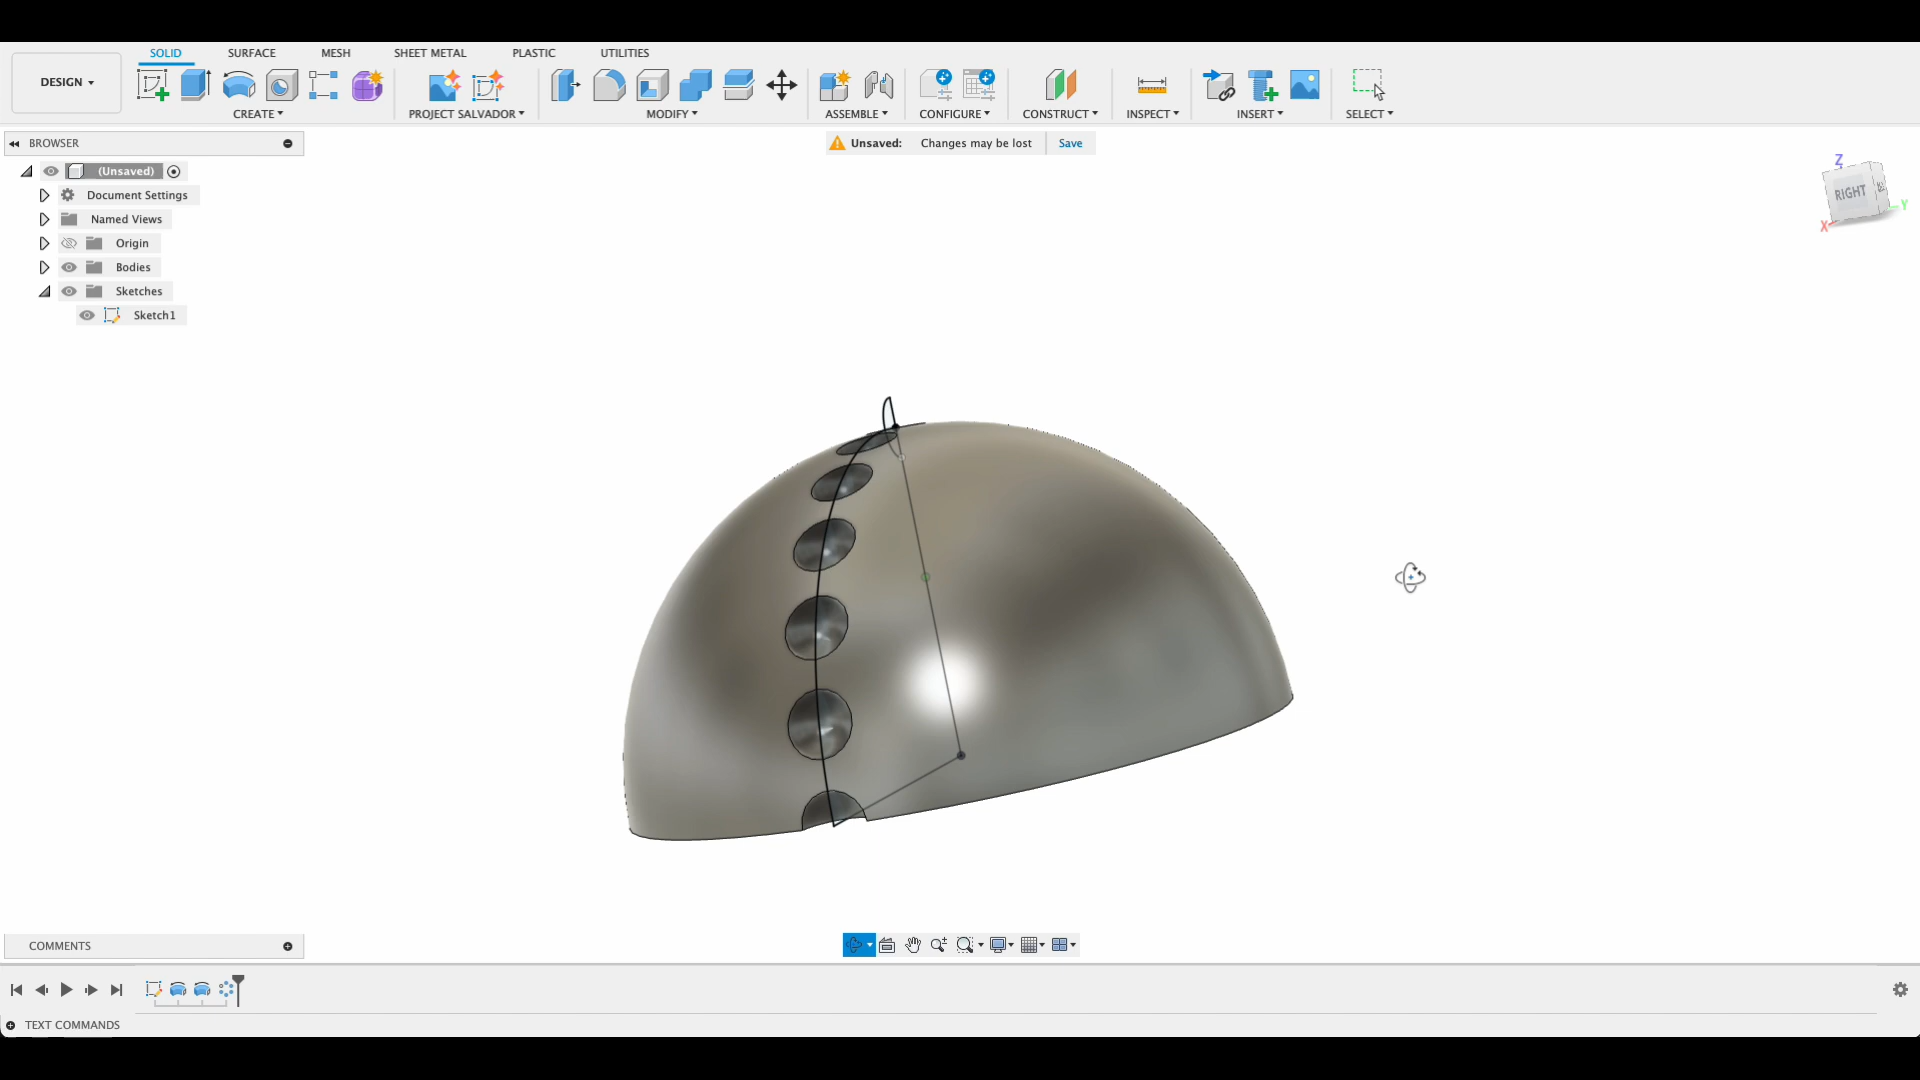 SOLID SURFACE MESH SHEET METAL PLASTIC UTILITIES
DESIGN
CREATE PROJECT SALVADOR MODIFY ASSEMBLE CONFIGURE CONSTRUCT INSPECT INSERT SELECT
BROWSER
Unsaved: Changes may be lost Save
(Unsaved)
Document Settings
Named Views
Origin
Bodies
Sketches
Sketch1
Z
RIGHT
Y
X
COMMENTS
TEXT COMMANDS